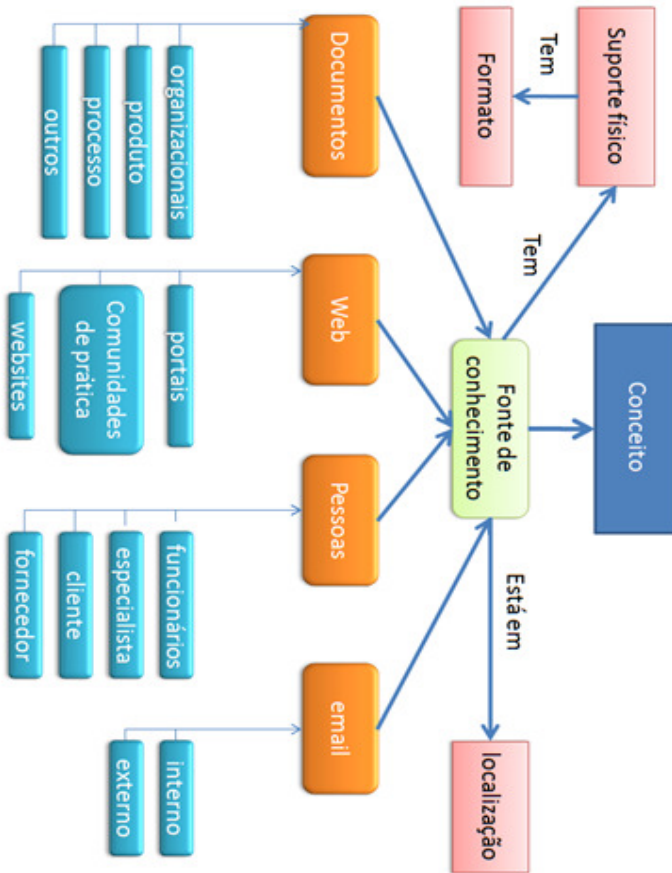 Conceito
Suporte físico
Tem
Formato
Tem
Fonte de
conhecimento
Está em
localização
Documentos
organizacionais
produto
processo
outros
Web
portais
Comunidades
de prática
websites
Pessoas
funcionários
especialista
cliente
fornecedor
email
interno
externo